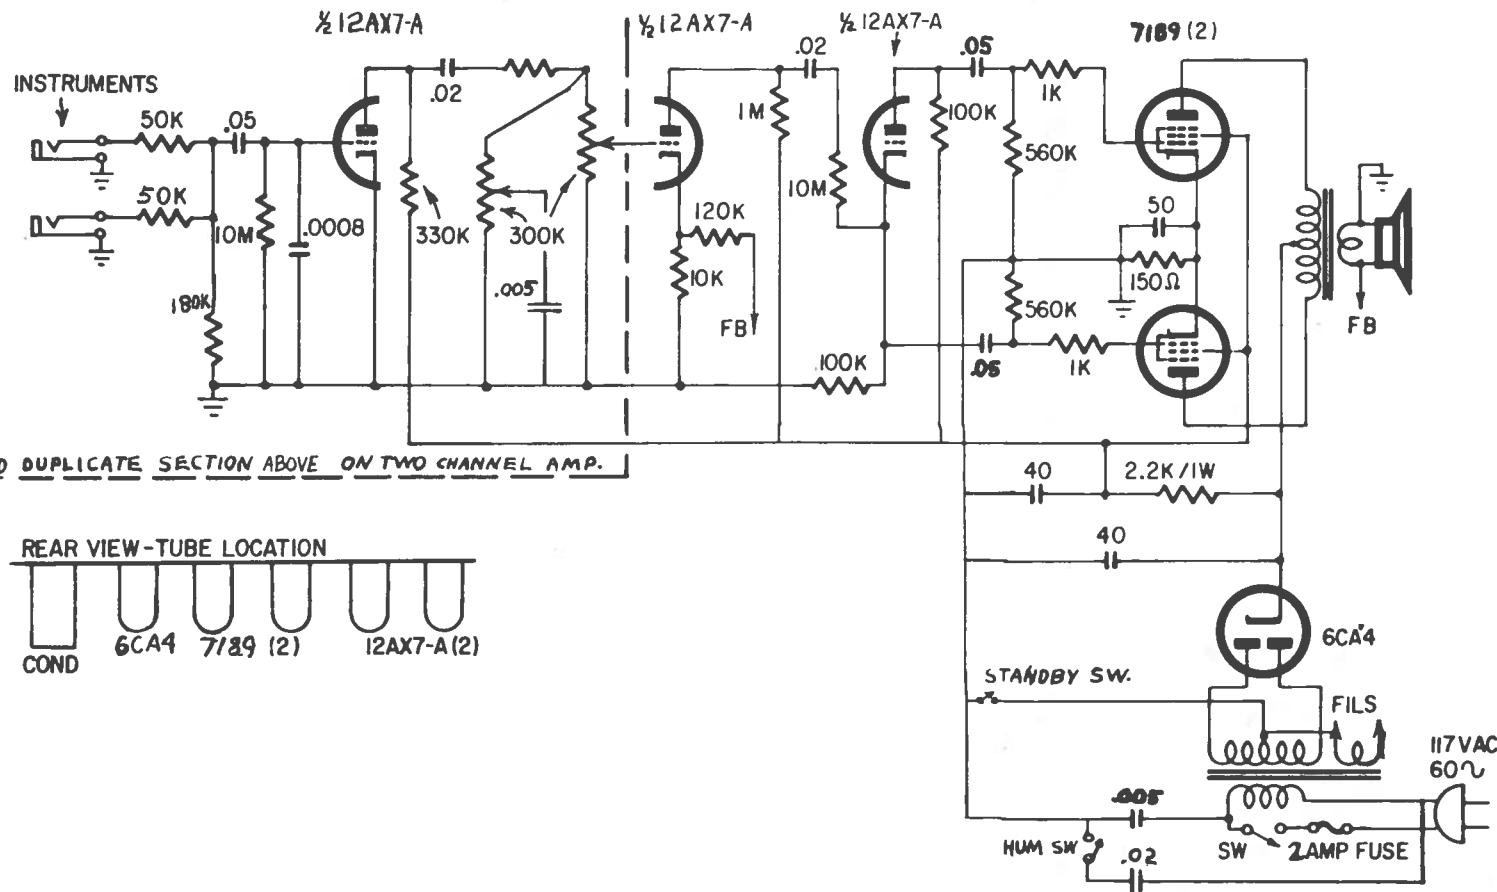 ½ 12AX7-A
½ 12AX7-A
½ 12AX7-A
7189 (2)
INSTRUMENTS
50K
.05
.02
.02
.05
1K
1M
100K
560K
50K
10M
.0008
330K
300K
120K
10M
50
150Ω
10K
.005
180K
FB
560K
FB
100K
.05
1K
DUPLICATE SECTION ABOVE ON TWO CHANNEL AMP.
40
2.2K/1W
40
REAR VIEW-TUBE LOCATION
COND
6CA4
7189 (2)
12AX7-A(2)
6CA4
STANDBY SW.
FILS
117VAC
60~
.005
HUM SW
.02
SW
2AMP FUSE